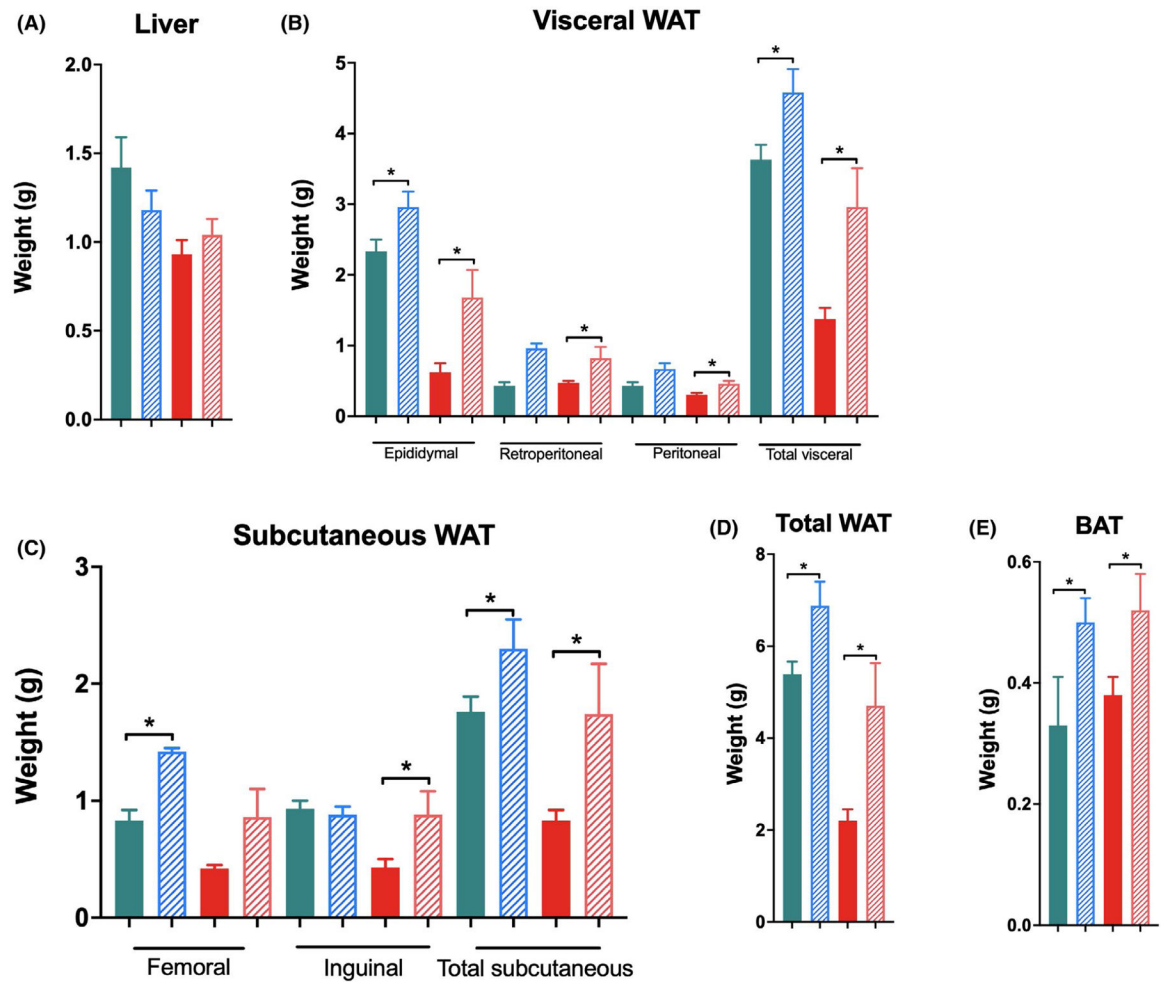 (A)
Liver
Weight (g)
2.0
1.5
1.0
0.5
0.0
(B)
Visceral WAT
Weight (g)
5
4
3
2
1
0
*
*
*
*
*
*
Epididymal
Retroperitoneal
Peritoneal
Total visceral
(C)
Subcutaneous WAT
Weight (g)
3
2
1
0
*
*
*
*
Femoral
Inguinal
Total subcutaneous
(D)
Total WAT
Weight (g)
8
6
4
2
0
*
*
(E)
BAT
Weight (g)
0.6
0.4
0.2
0.0
*
*